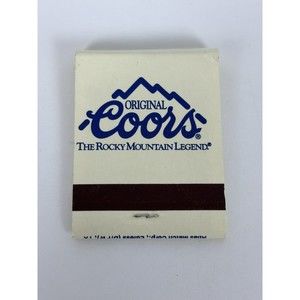 ORIGINAL
Coors®
THE ROCKY MOUNTAIN LEGEND®